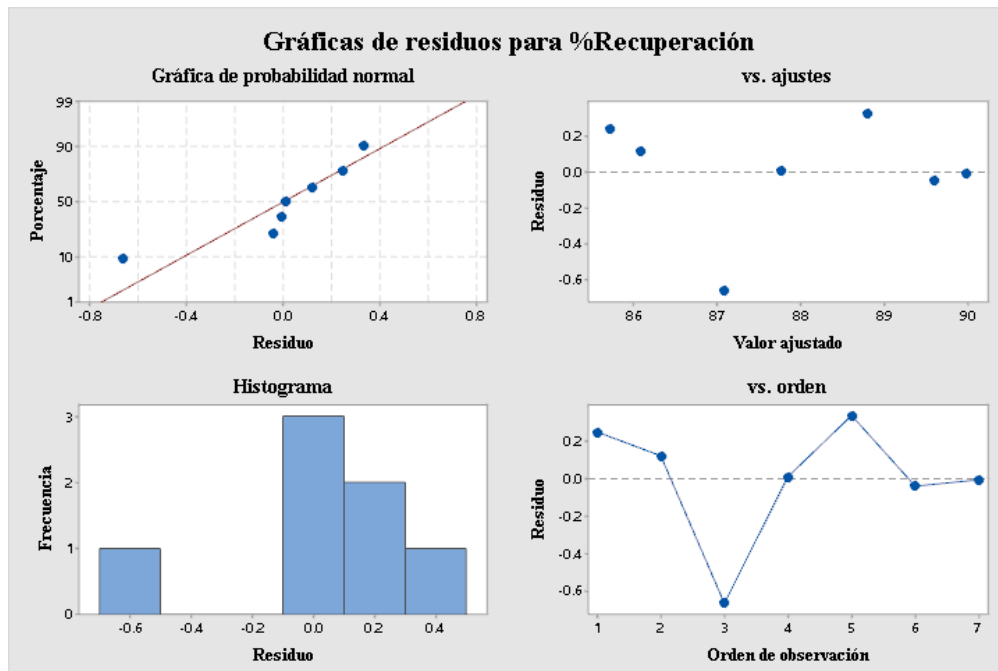 Gráficas de residuos para %Recuperación
Gráfica de probabilidad normal
99
90
50
10
1
Porcentaje
-0.8 -0.4 0.0 0.4 0.8
Residuo
vs. ajustes
0.2
0.0
-0.2
-0.4
-0.6
Residuo
86 87 88 89 90
Valor ajustado
Histograma
3
2
1
0
Frecuencia
-0.6 -0.4 -0.2 0.0 0.2 0.4
Residuo
vs. orden
0.2
0.0
-0.2
-0.4
-0.6
Residuo
1 2 3 4 5 6 7
Orden de observación